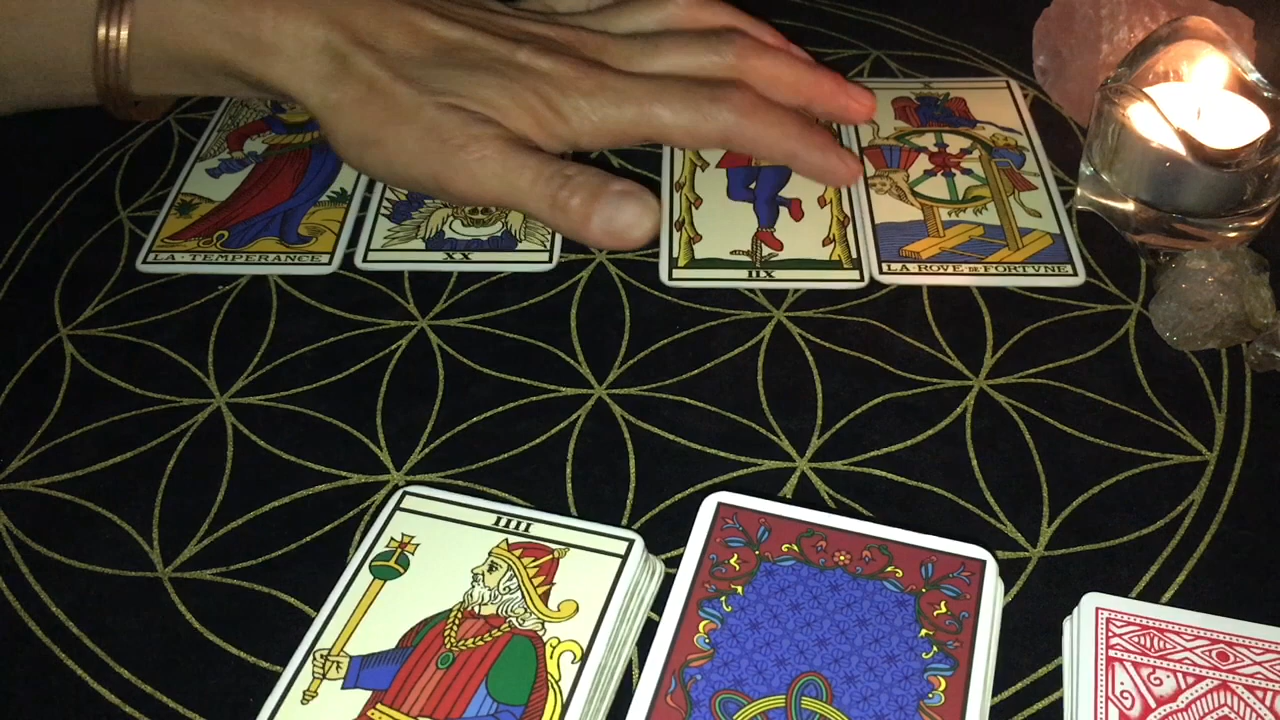 X
LA · TEMPERANCE
XX
IIX
LA · ROVE · DE · FORTVNE
IIII